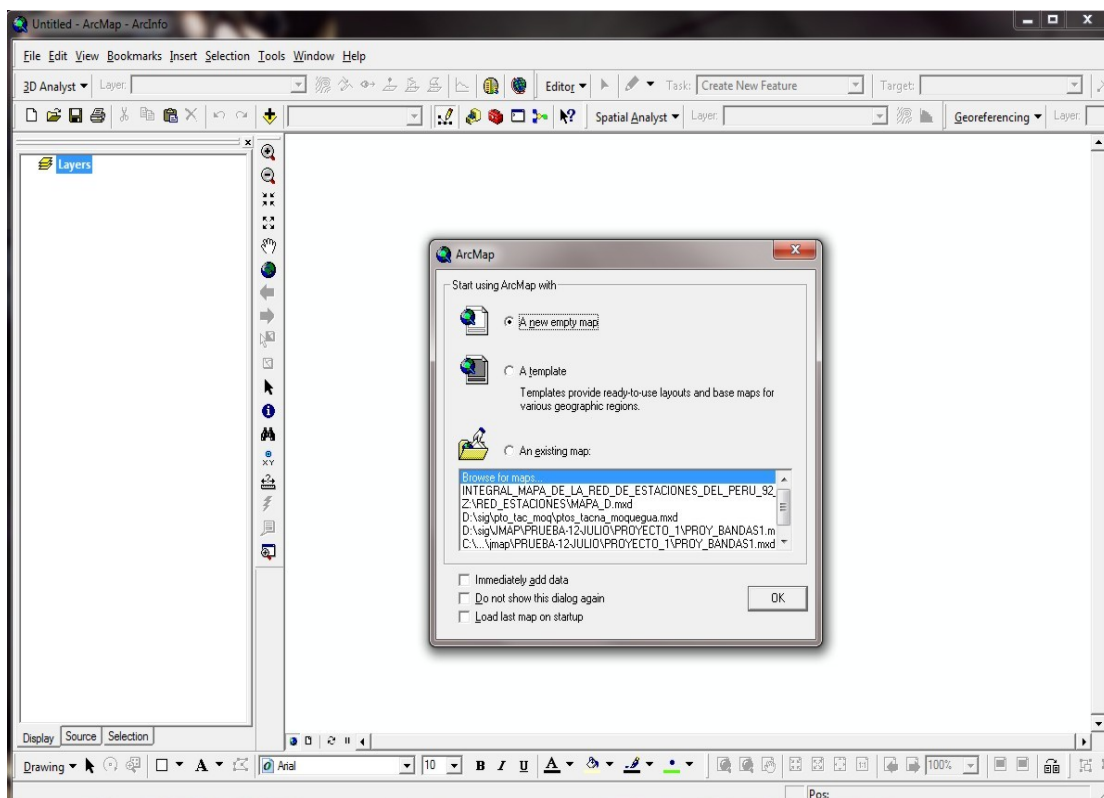 Untitled - ArcMap - ArcInfo
File Edit View Bookmarks Insert Selection Tools Window Help
3D Analyst Layer: Editor Task: Create New Feature Target:
Spatial Analyst Layer: Georeferencing Layer:
Layers
ArcMap
Start using ArcMap with
A new empty map
A template
Templates provide ready-to-use layouts and base maps for
various geographic regions.
An existing map:
Browse for maps...
INTEGRAL_MAPA_DE_LA_RED_DE_ESTACIONES_DEL_PERU_92_
Z:\RED_ESTACIONES\MAPA_D.mxd
D:\sig\pto_tac_moq\ptos_tacna_moquegua.mxd
D:\sig\JMAP\PRUEBA-12-JULIO\PROYECTO_1\PROY_BANDAS1.m
C:\...\jmap\PRUEBA-12-JULIO\PROYECTO_1\PROY_BANDAS1.mxd
Immediately add data
Do not show this dialog again
Load last map on startup
OK
XY
Display Source Selection
Drawing A Arial 10 B I U A 100%
Pos: